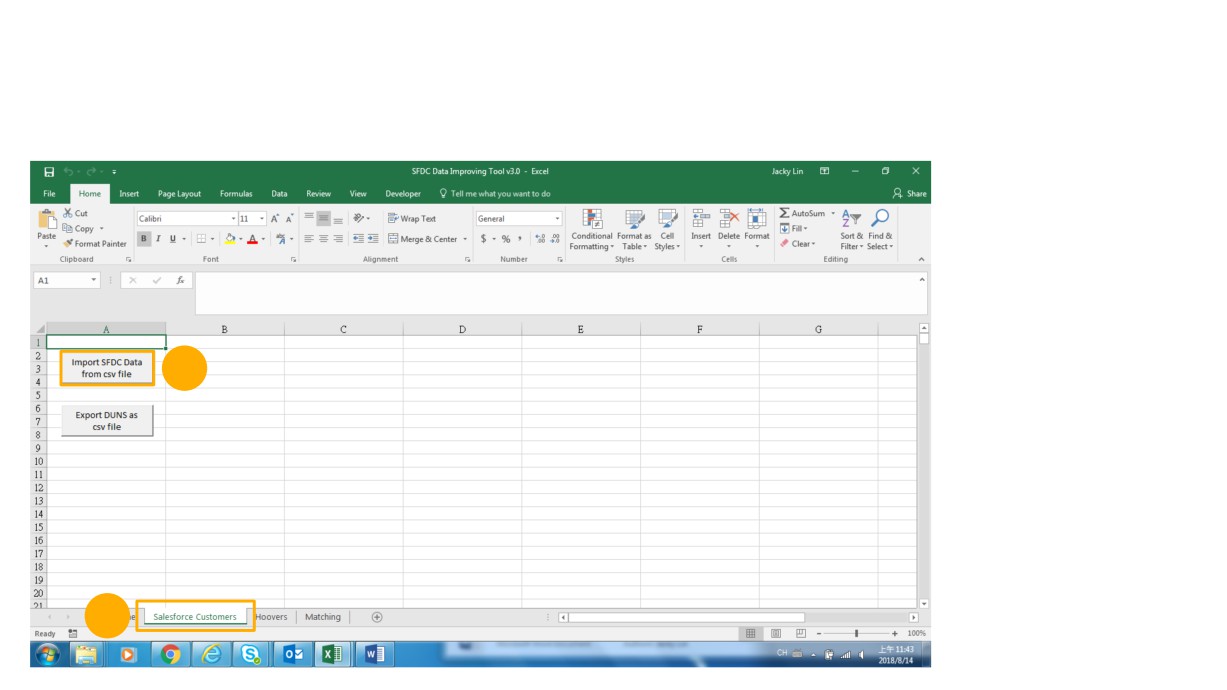 SFDC Data Improving Tool v3.0 - Excel
Jacky Lin
File Home Insert Page Layout Formulas Data Review View Developer Tell me what you want to do Share
Cut
Copy
Format Painter
Paste
Clipboard
Calibri 11
B I U
Font
Wrap Text
Merge & Center
Alignment
General
$ % ,
Number
Conditional Formatting
Format as Table
Cell Styles
Styles
Insert Delete Format
Cells
AutoSum
Fill
Clear
Sort & Filter
Find & Select
Editing
A1 fx
A B C D E F G
1
2
3
4
5
6
7
8
9
10
11
12
13
14
15
16
17
18
19
20
21
Import SFDC Data
from csv file
Export DUNS as
csv file
Salesforce Customers Hoovers Matching
Ready 100%
CH 上午 11:43
2018/8/14